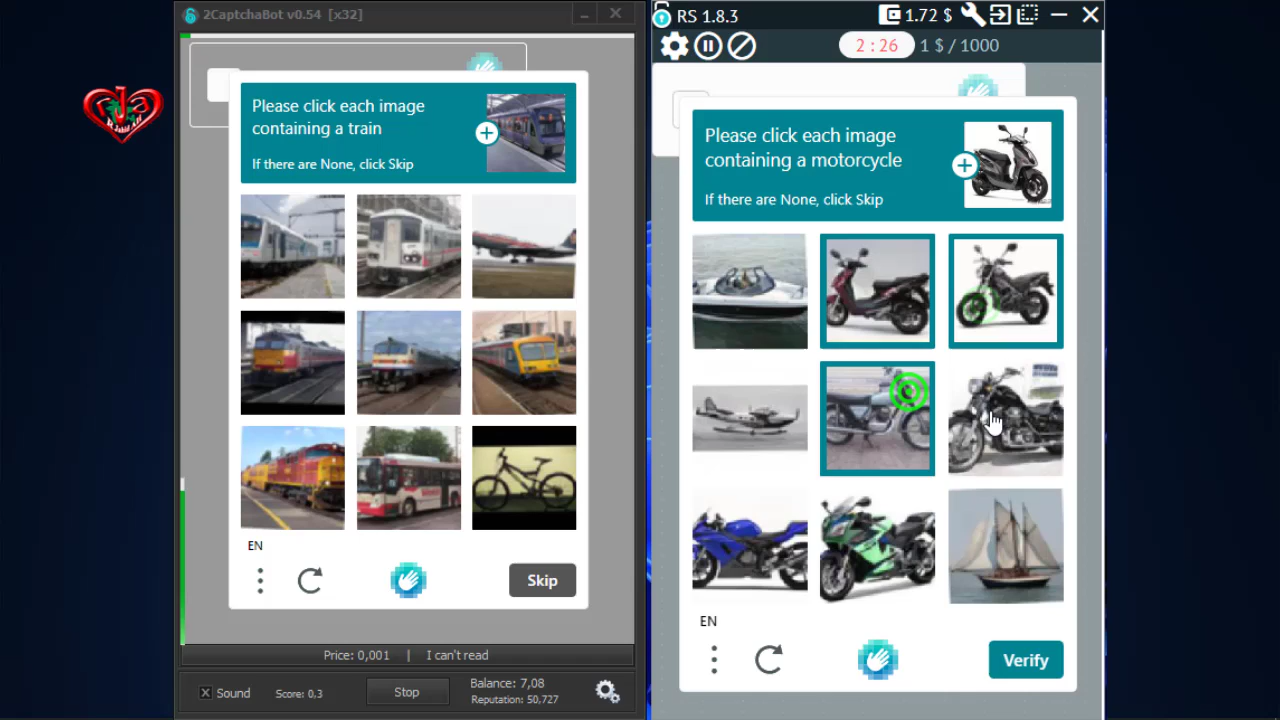 2CaptchaBot v0.54 [x32]
Please click each image
containing a train
If there are None, click Skip
EN
Skip
Price: 0,001 | I can't read
Sound
Score: 0,3
Stop
Balance: 7,08
Reputation: 50,727
RS 1.8.3
1.72 $
2 : 26
1 $ / 1000
Please click each image
containing a motorcycle
If there are None, click Skip
EN
Verify